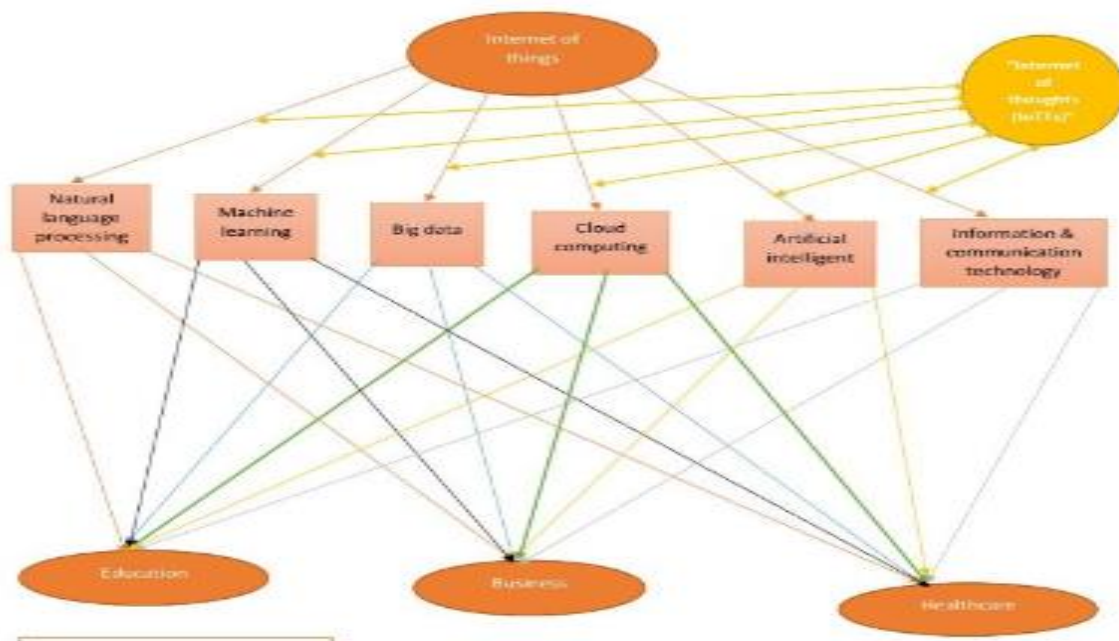 Internet of
things
"Internet
of
thoughts
(IoTTs)"
Natural
language
processing
Machine
learning
Big data
Cloud
computing
Artificial
intelligent
Information &
communication
technology
Education
Business
Healthcare